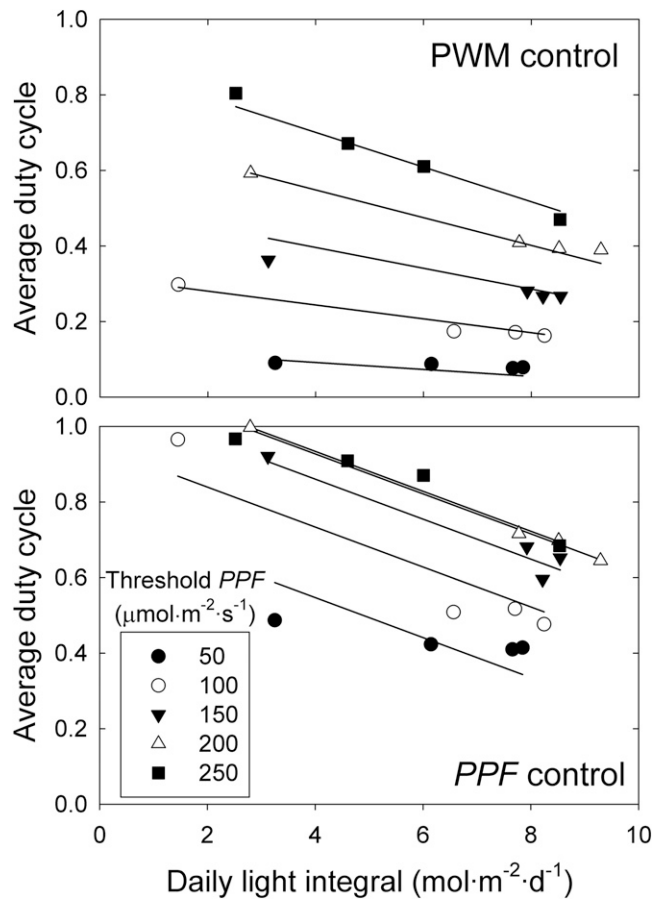 1.0
PWM control
0.8
0.6
0.4
0.2
0.0
Average duty cycle
1.0
0.8
0.6
0.4
0.2
0.0
Average duty cycle
Threshold PPF
(μmol·m⁻²·s⁻¹)
50
100
150
200
250
PPF control
0 2 4 6 8 10
Daily light integral (mol·m⁻²·d⁻¹)